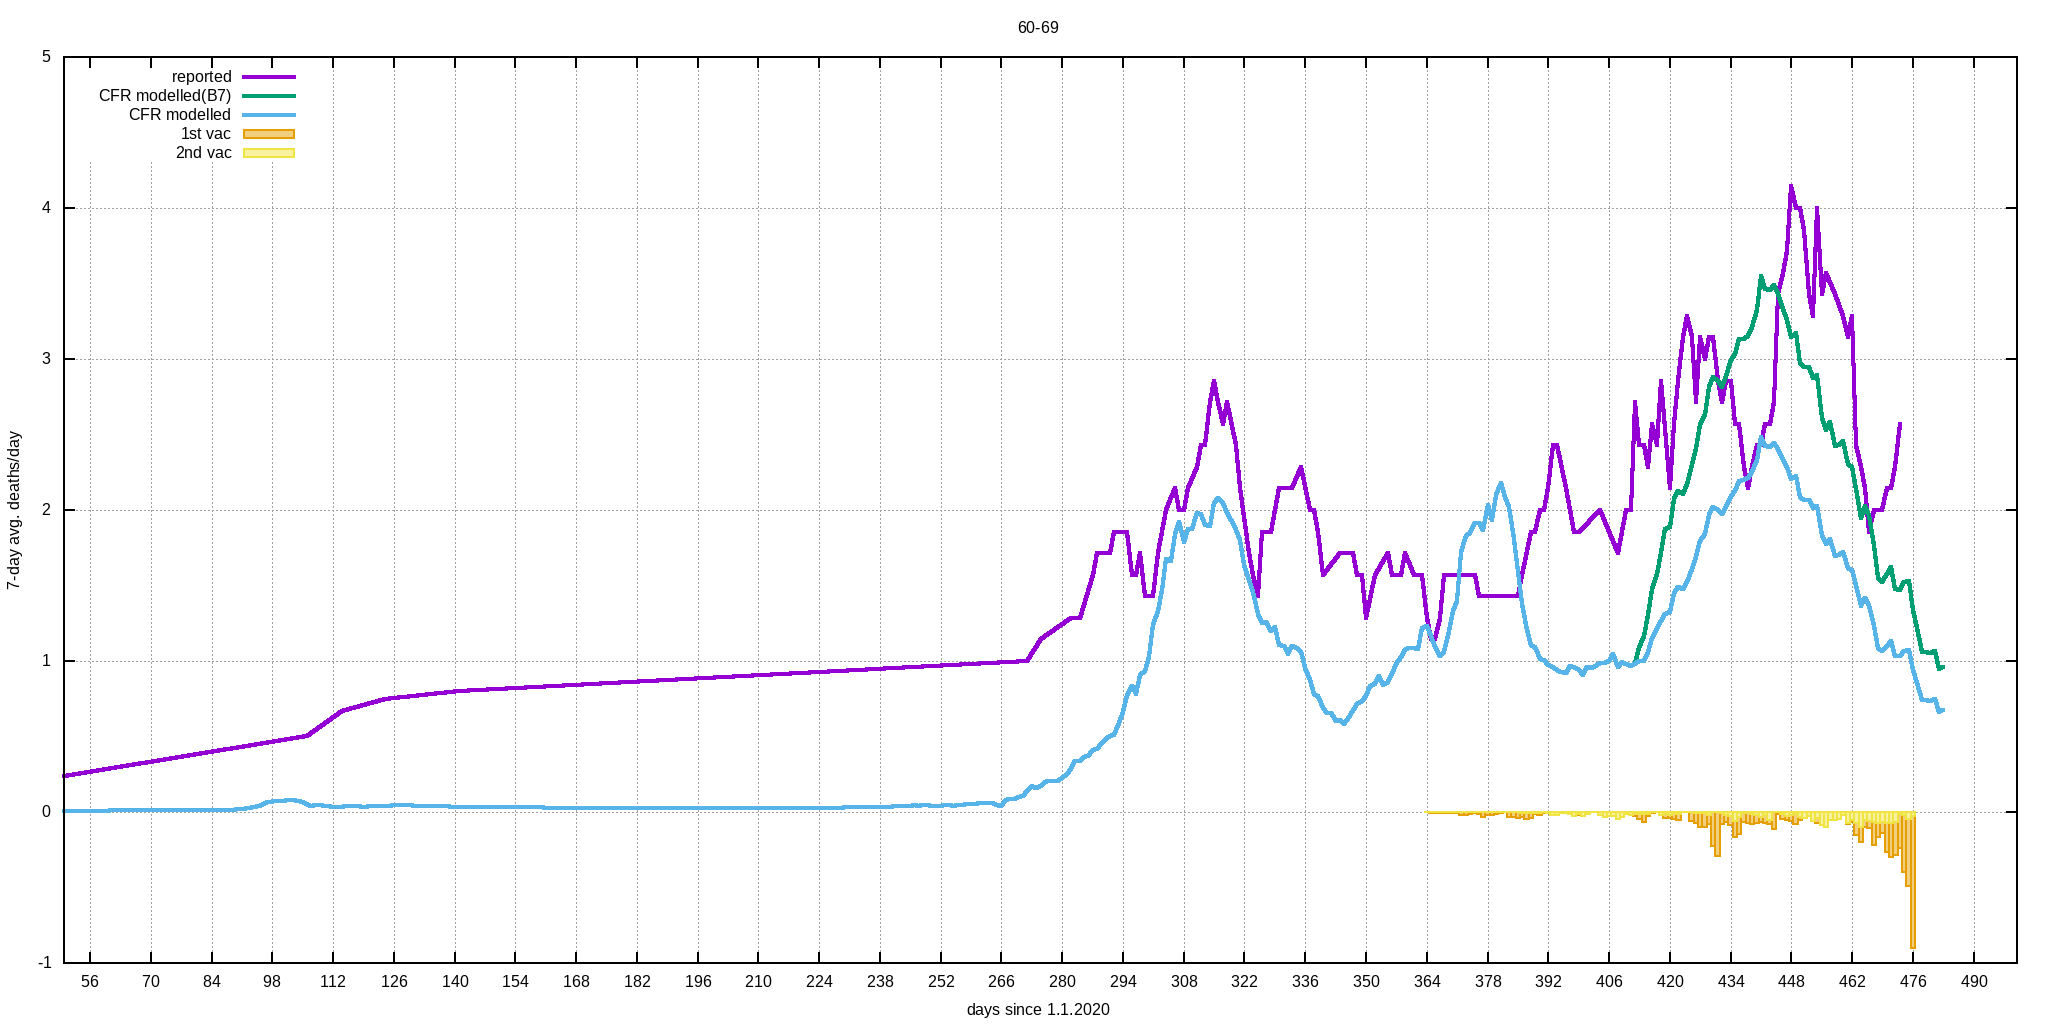 60-69
reported
CFR modelled(B7)
CFR modelled
1st vac
2nd vac
7-day avg. deaths/day
5
4
3
2
1
0
-1
56 70 84 98 112 126 140 154 168 182 196 210 224 238 252 266 280 294 308 322 336 350 364 378 392 406 420 434 448 462 476 490
days since 1.1.2020